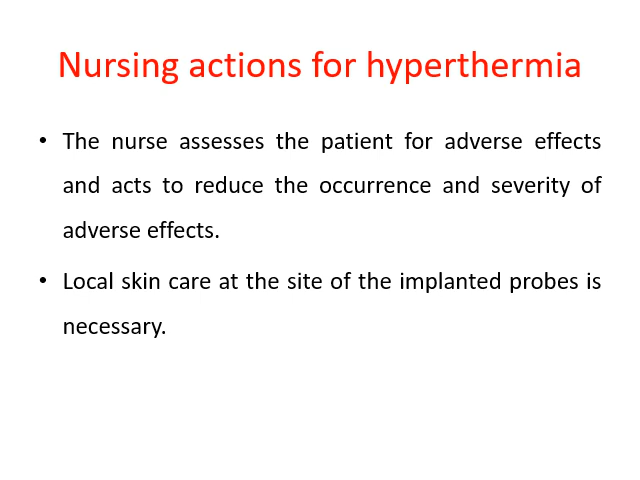 Nursing actions for hyperthermia
• The nurse assesses the patient for adverse effects
and acts to reduce the occurrence and severity of
adverse effects.
• Local skin care at the site of the implanted probes is
necessary.